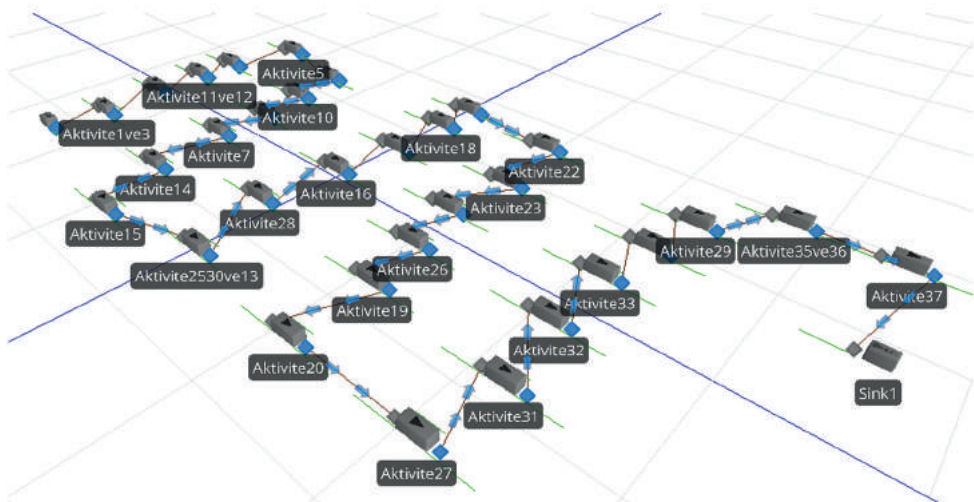 Aktivite5
Aktivite11ve12
Aktivite10
Aktivite1ve3
Aktivite7
Aktivite18
Aktivite22
Aktivite14
Aktivite16
Aktivite23
Aktivite15
Aktivite28
Aktivite2530ve13
Aktivite26
Aktivite29
Aktivite35ve36
Aktivite19
Aktivite33
Aktivite37
Aktivite20
Aktivite32
Sink1
Aktivite31
Aktivite27